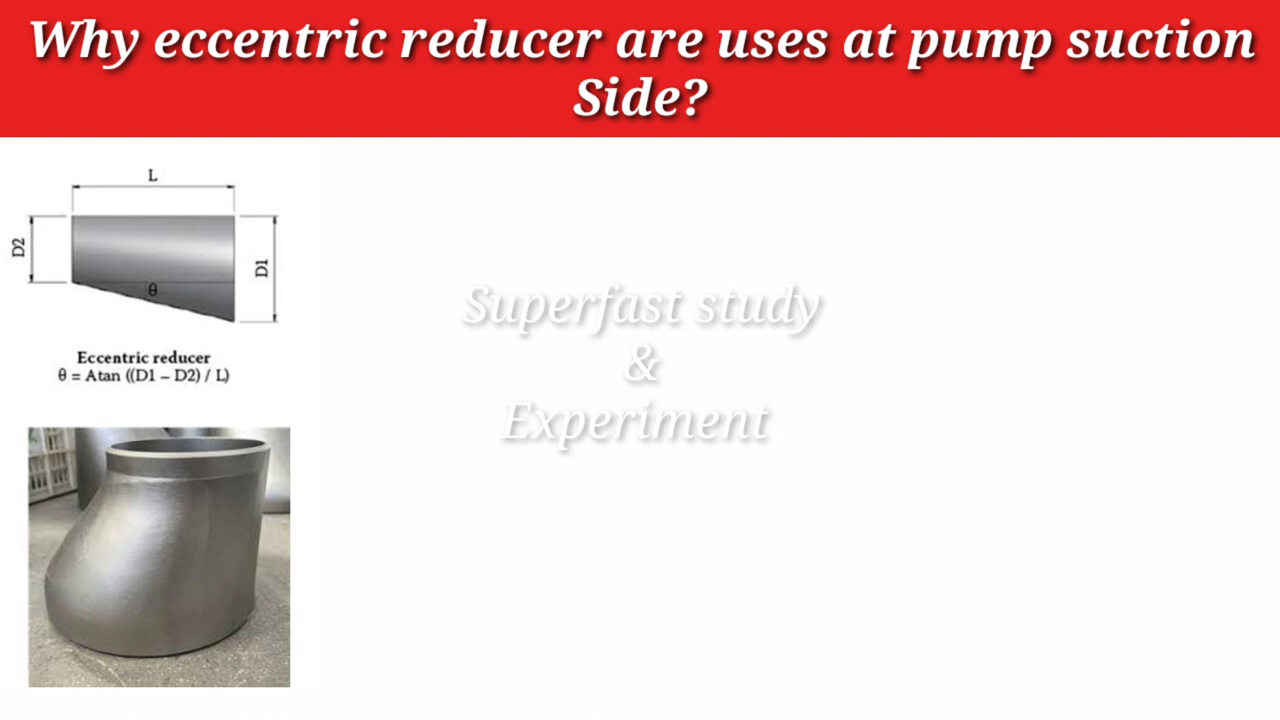 Why eccentric reducer are uses at pump suction
Side?
L
D2
D1
θ
Eccentric reducer
θ = Atan ((D1 – D2) / L)
Superfast study
&
Experiment